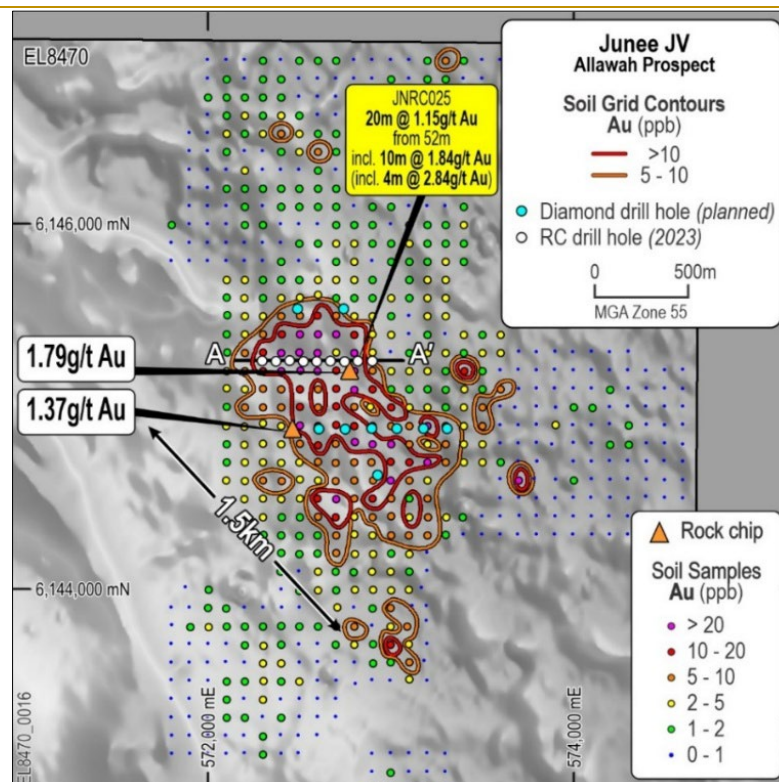 EL8470
Junee JV
Allawah Prospect
Soil Grid Contours
Au (ppb)
>10
5 - 10
Diamond drill hole (planned)
RC drill hole (2023)
0 500m
MGA Zone 55
JNRC025
20m @ 1.15g/t Au
from 52m
incl. 10m @ 1.84g/t Au
(incl. 4m @ 2.84g/t Au)
6,146,000 mN
A A'
1.79g/t Au
1.37g/t Au
1.5km
6,144,000 mN
Rock chip
Soil Samples
Au (ppb)
> 20
10 - 20
5 - 10
2 - 5
1 - 2
0 - 1
EL8470_0016
572,000 mE
574,000 mE